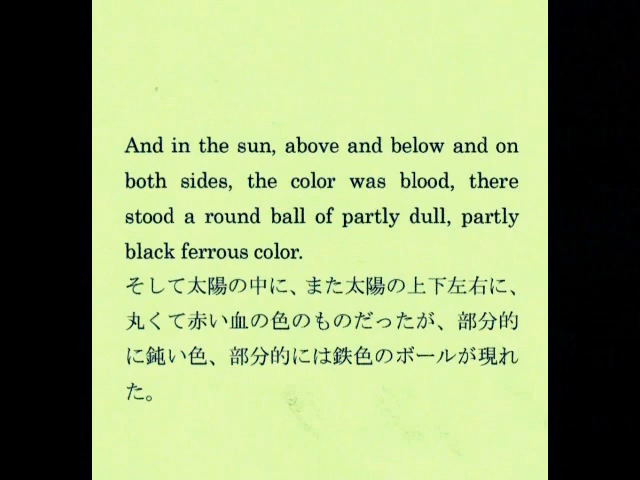 And in the sun, above and below and on
both sides, the color was blood, there
stood a round ball of partly dull, partly
black ferrous color.
そして太陽の中に、また太陽の上下左右に、
丸くて赤い血の色のものだったが、部分的
に鈍い色、部分的には鉄色のボールが現れ
た。